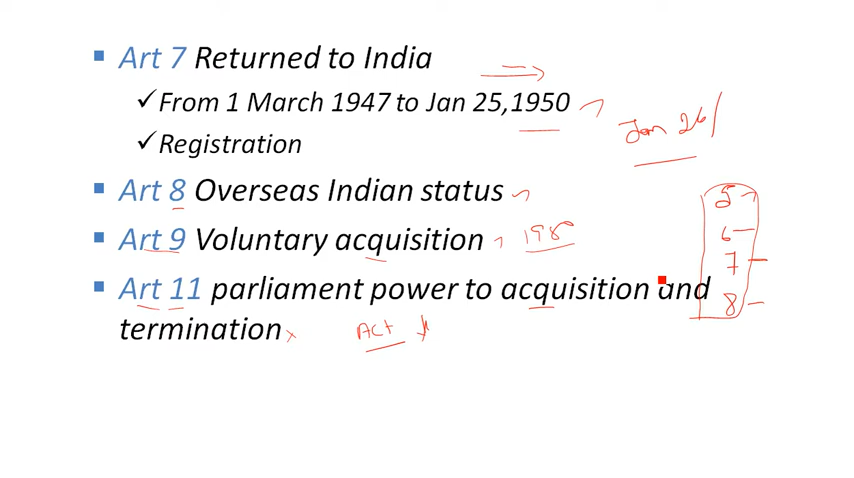 Art 7 Returned to India
From 1 March 1947 to Jan 25,1950
Jan 26
Registration
Art 8 Overseas Indian status
5
Art 9 Voluntary acquisition
6
7
Art 11 parliament power to acquisition and
8
termination
ACt